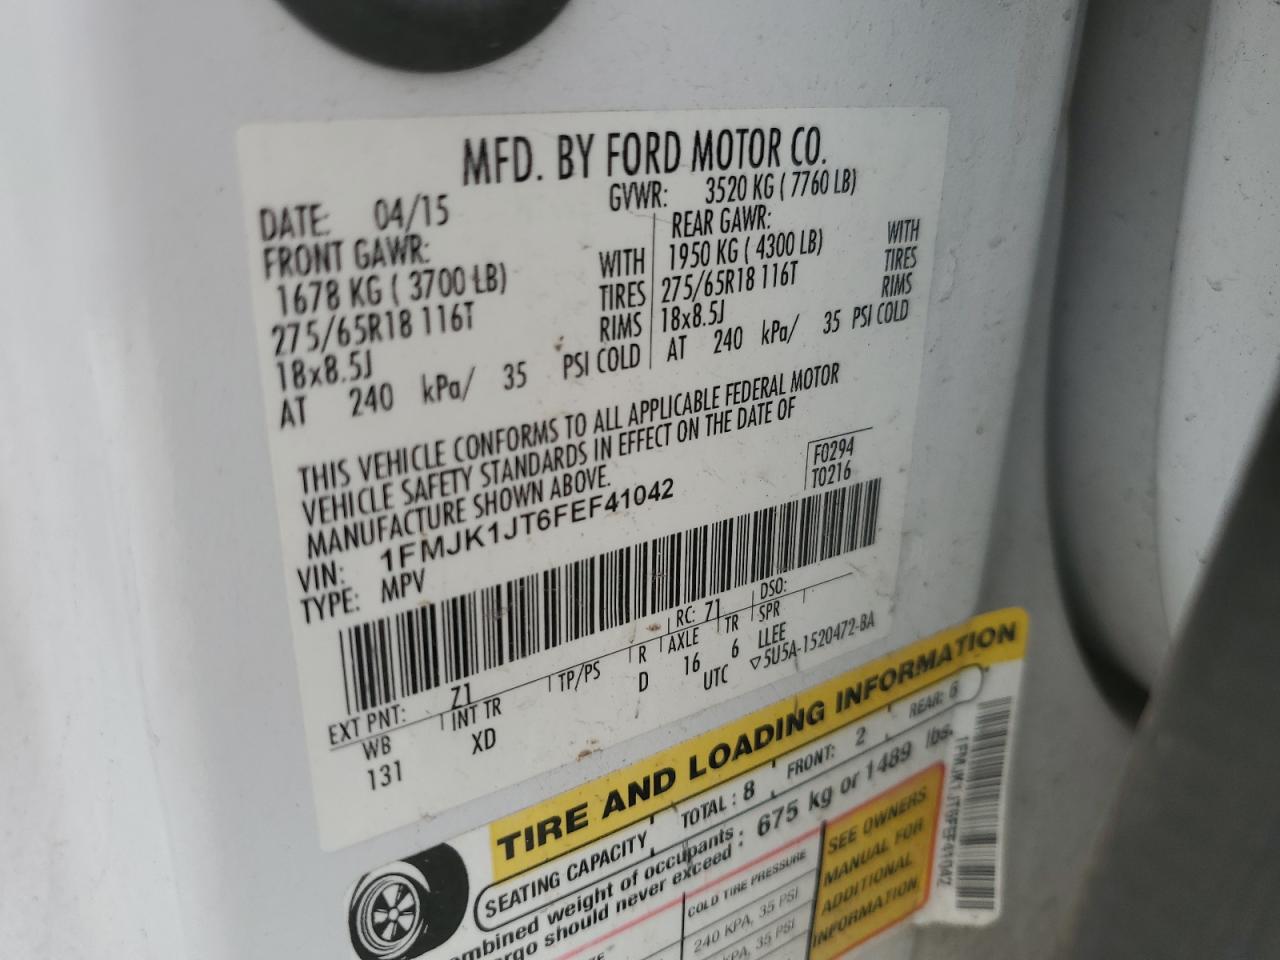 MFD. BY FORD MOTOR CO.
DATE: 04/15
GVWR: 3520 KG ( 7760 LB)
FRONT GAWR:
1678 KG ( 3700 LB) WITH
275/65R18 116T TIRES
18x8.5J RIMS
AT 240 kPa/ 35 PSI COLD
REAR GAWR:
1950 KG ( 4300 LB) WITH
275/65R18 116T TIRES
18x8.5J RIMS
AT 240 kPa/ 35 PSI COLD
THIS VEHICLE CONFORMS TO ALL APPLICABLE FEDERAL MOTOR
VEHICLE SAFETY STANDARDS IN EFFECT ON THE DATE OF
MANUFACTURE SHOWN ABOVE.
F0294
T0216
VIN: 1FMJK1JT6FEF41042
TYPE: MPV
EXT PNT: Z1 RC: 71 DSO:
WB INT TR TP/PS R AXLE TR SPR
131 XD D 16 6 LLEE
UTC ▽5U5A-1520472-BA
TIRE AND LOADING INFORMATION
SEATING CAPACITY TOTAL : 8 FRONT: 2 REAR: 6
ombined weight of occupants
rgo should never exceed : 675 kg or 1489 lbs.
COLD TIRE PRESSURE
240 KPA, 35 PSI
KPA, 35 PSI
SEE OWNERS
MANUAL FOR
ADDITIONAL
INFORMATION
1FMJK1JT6FEF41042